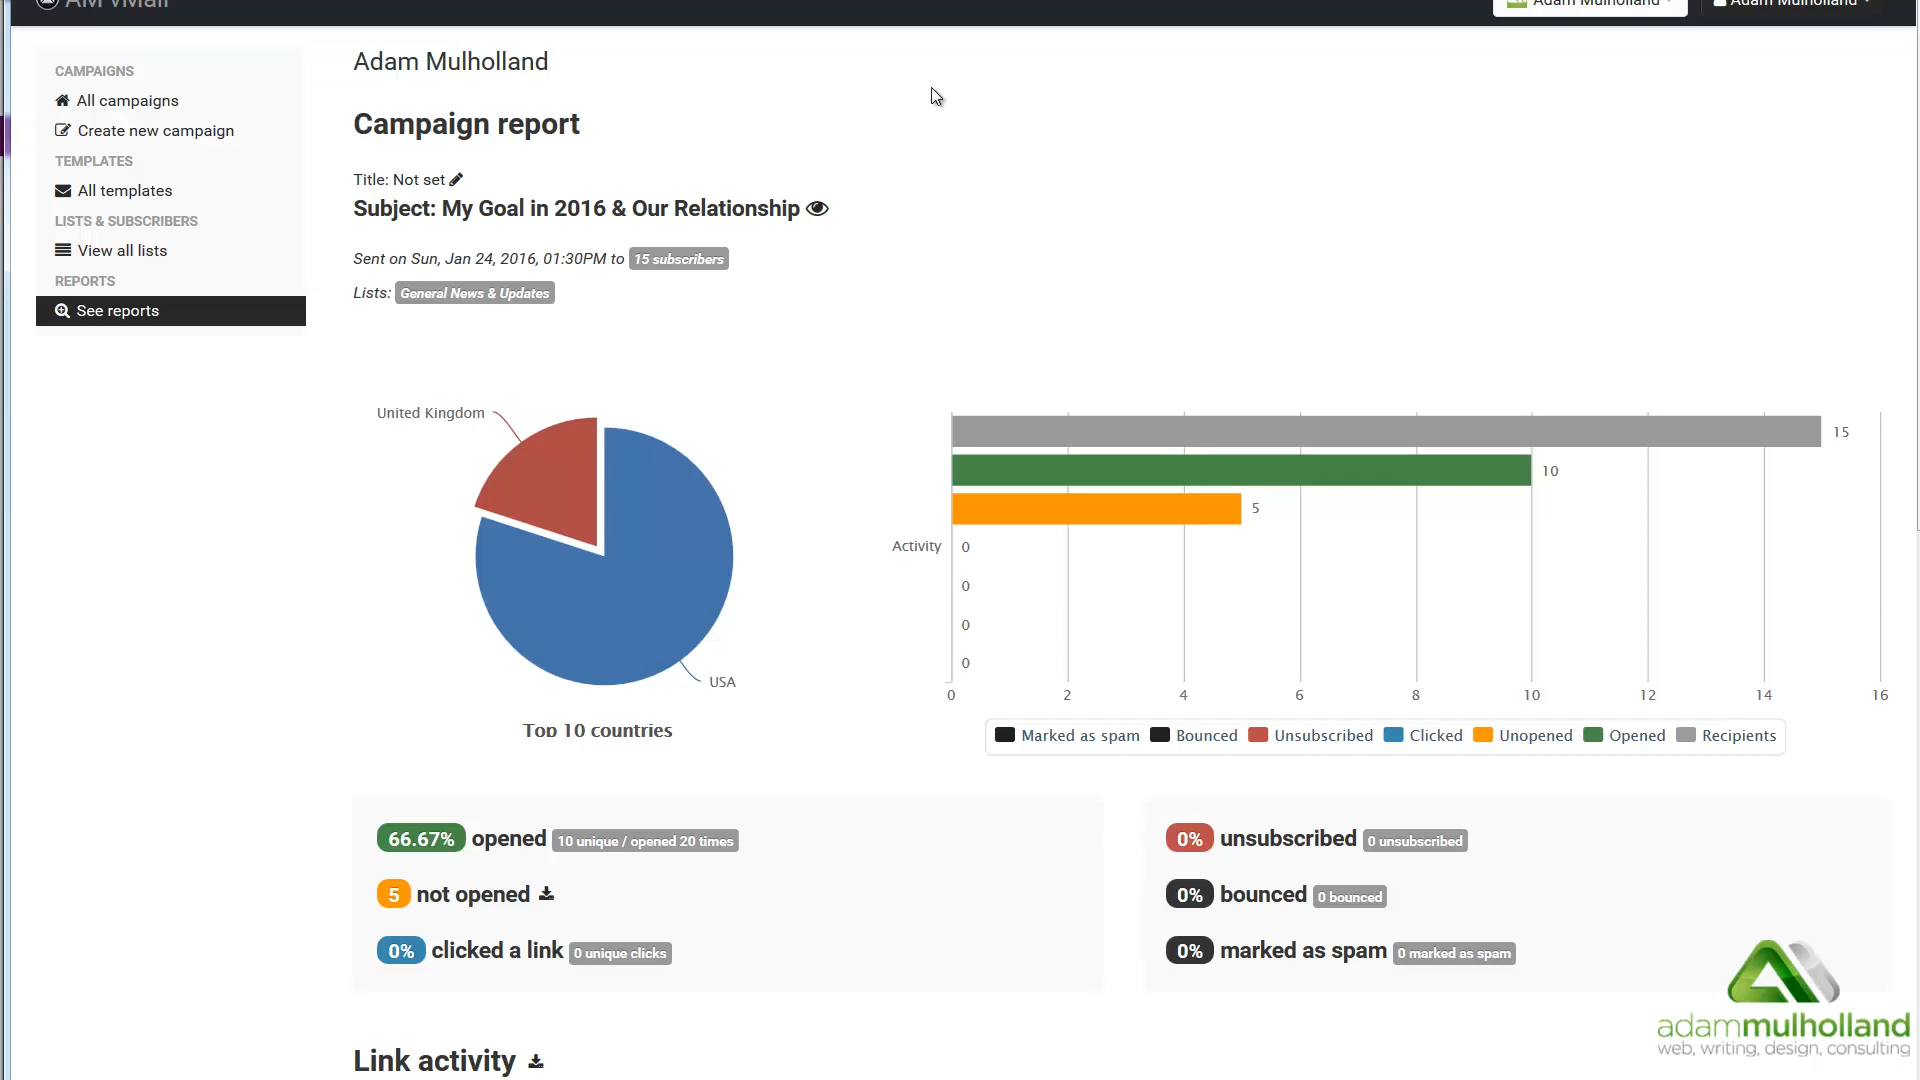 AM vMail
Adam Mulholland
Adam Mulholland
CAMPAIGNS
All campaigns
Create new campaign
TEMPLATES
All templates
LISTS & SUBSCRIBERS
View all lists
REPORTS
See reports
Adam Mulholland
Campaign report
Title: Not set
Subject: My Goal in 2016 & Our Relationship
Sent on Sun, Jan 24, 2016, 01:30PM to 15 subscribers
Lists: General News & Updates
United Kingdom
USA
Top 10 countries
15
10
5
Activity 0
0
0
0
0 2 4 6 8 10 12 14 16
Marked as spam Bounced Unsubscribed Clicked Unopened Opened Recipients
66.67% opened 10 unique / opened 20 times
5 not opened
0% clicked a link 0 unique clicks
0% unsubscribed 0 unsubscribed
0% bounced 0 bounced
0% marked as spam 0 marked as spam
Link activity
adammulholland
web, writing, design, consulting